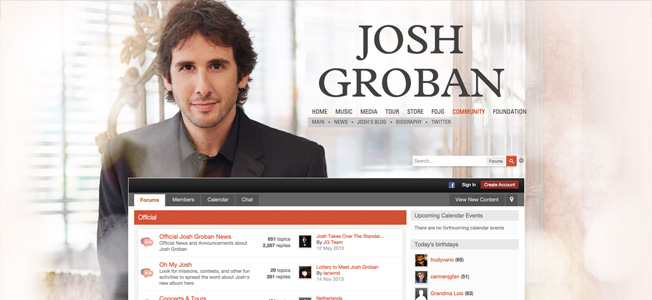 JOSH
GROBAN
HOME MUSIC MEDIA TOUR STORE FOJG COMMUNITY FOUNDATION
MAIN • NEWS • JOSH'S BLOG • BIOGRAPHY • TWITTER
Search... Forums
Sign In Create Account
Forums Members Calendar Chat View New Content
Official
Official Josh Groban News
Official News and Announcements about
Josh Groban
661 topics
2,287 replies
Josh Takes Over The Standar...
By JG Team
12 May 2015
Oh My Josh
Look for missions, contests, and other fun
activities to spread the word about Josh's
new album here
29 topics
261 replies
Lottery to Meet Josh Groban
By lanwind
14 Nov 2013
Concerts & Tours
Netherlands
Upcoming Calendar Events
There are no forthcoming calendar events
Today's birthdays
trudyvano (65)
carmenjgfan (51)
Grandma Lois (83)